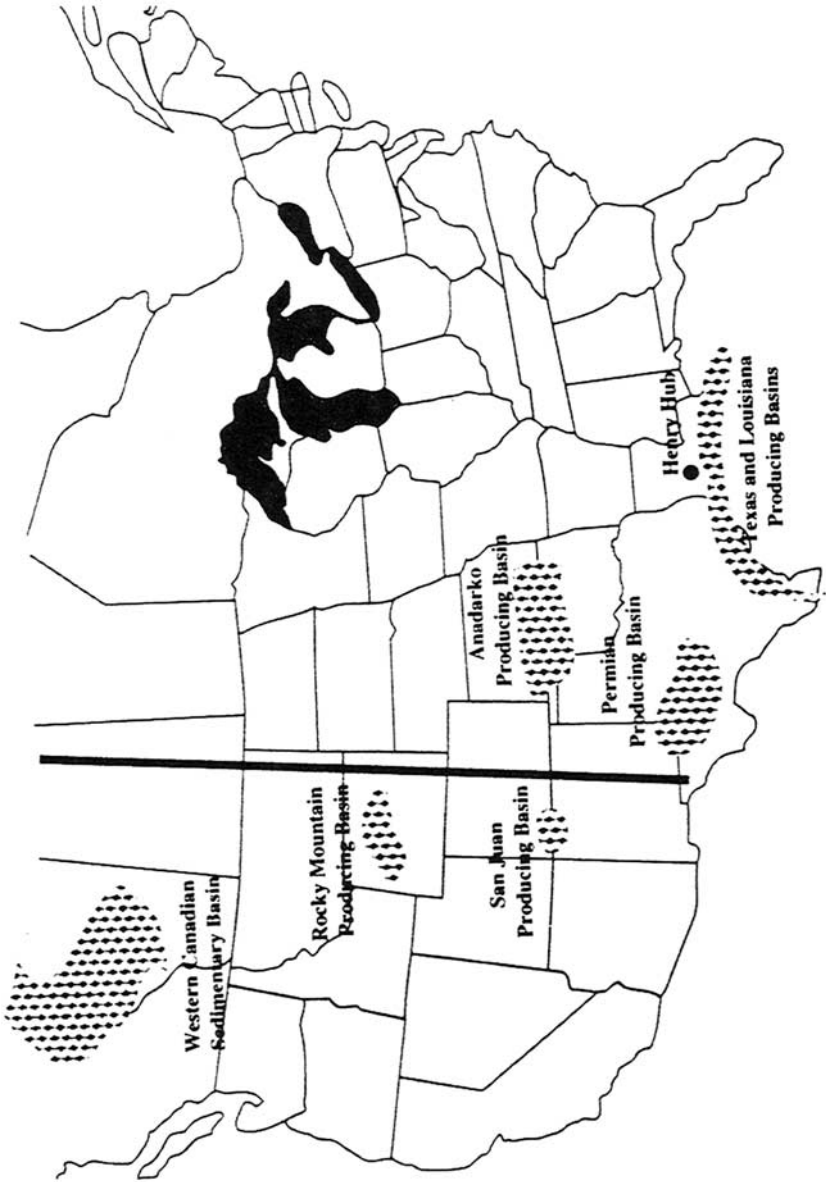 Western Canadian
Sedimentary Basin
Rocky Mountain
Producing Basin
San Juan
Producing Basin
Anadarko
Producing Basin
Permian
Producing Basin
Henry Hub
Texas and Louisiana
Producing Basins